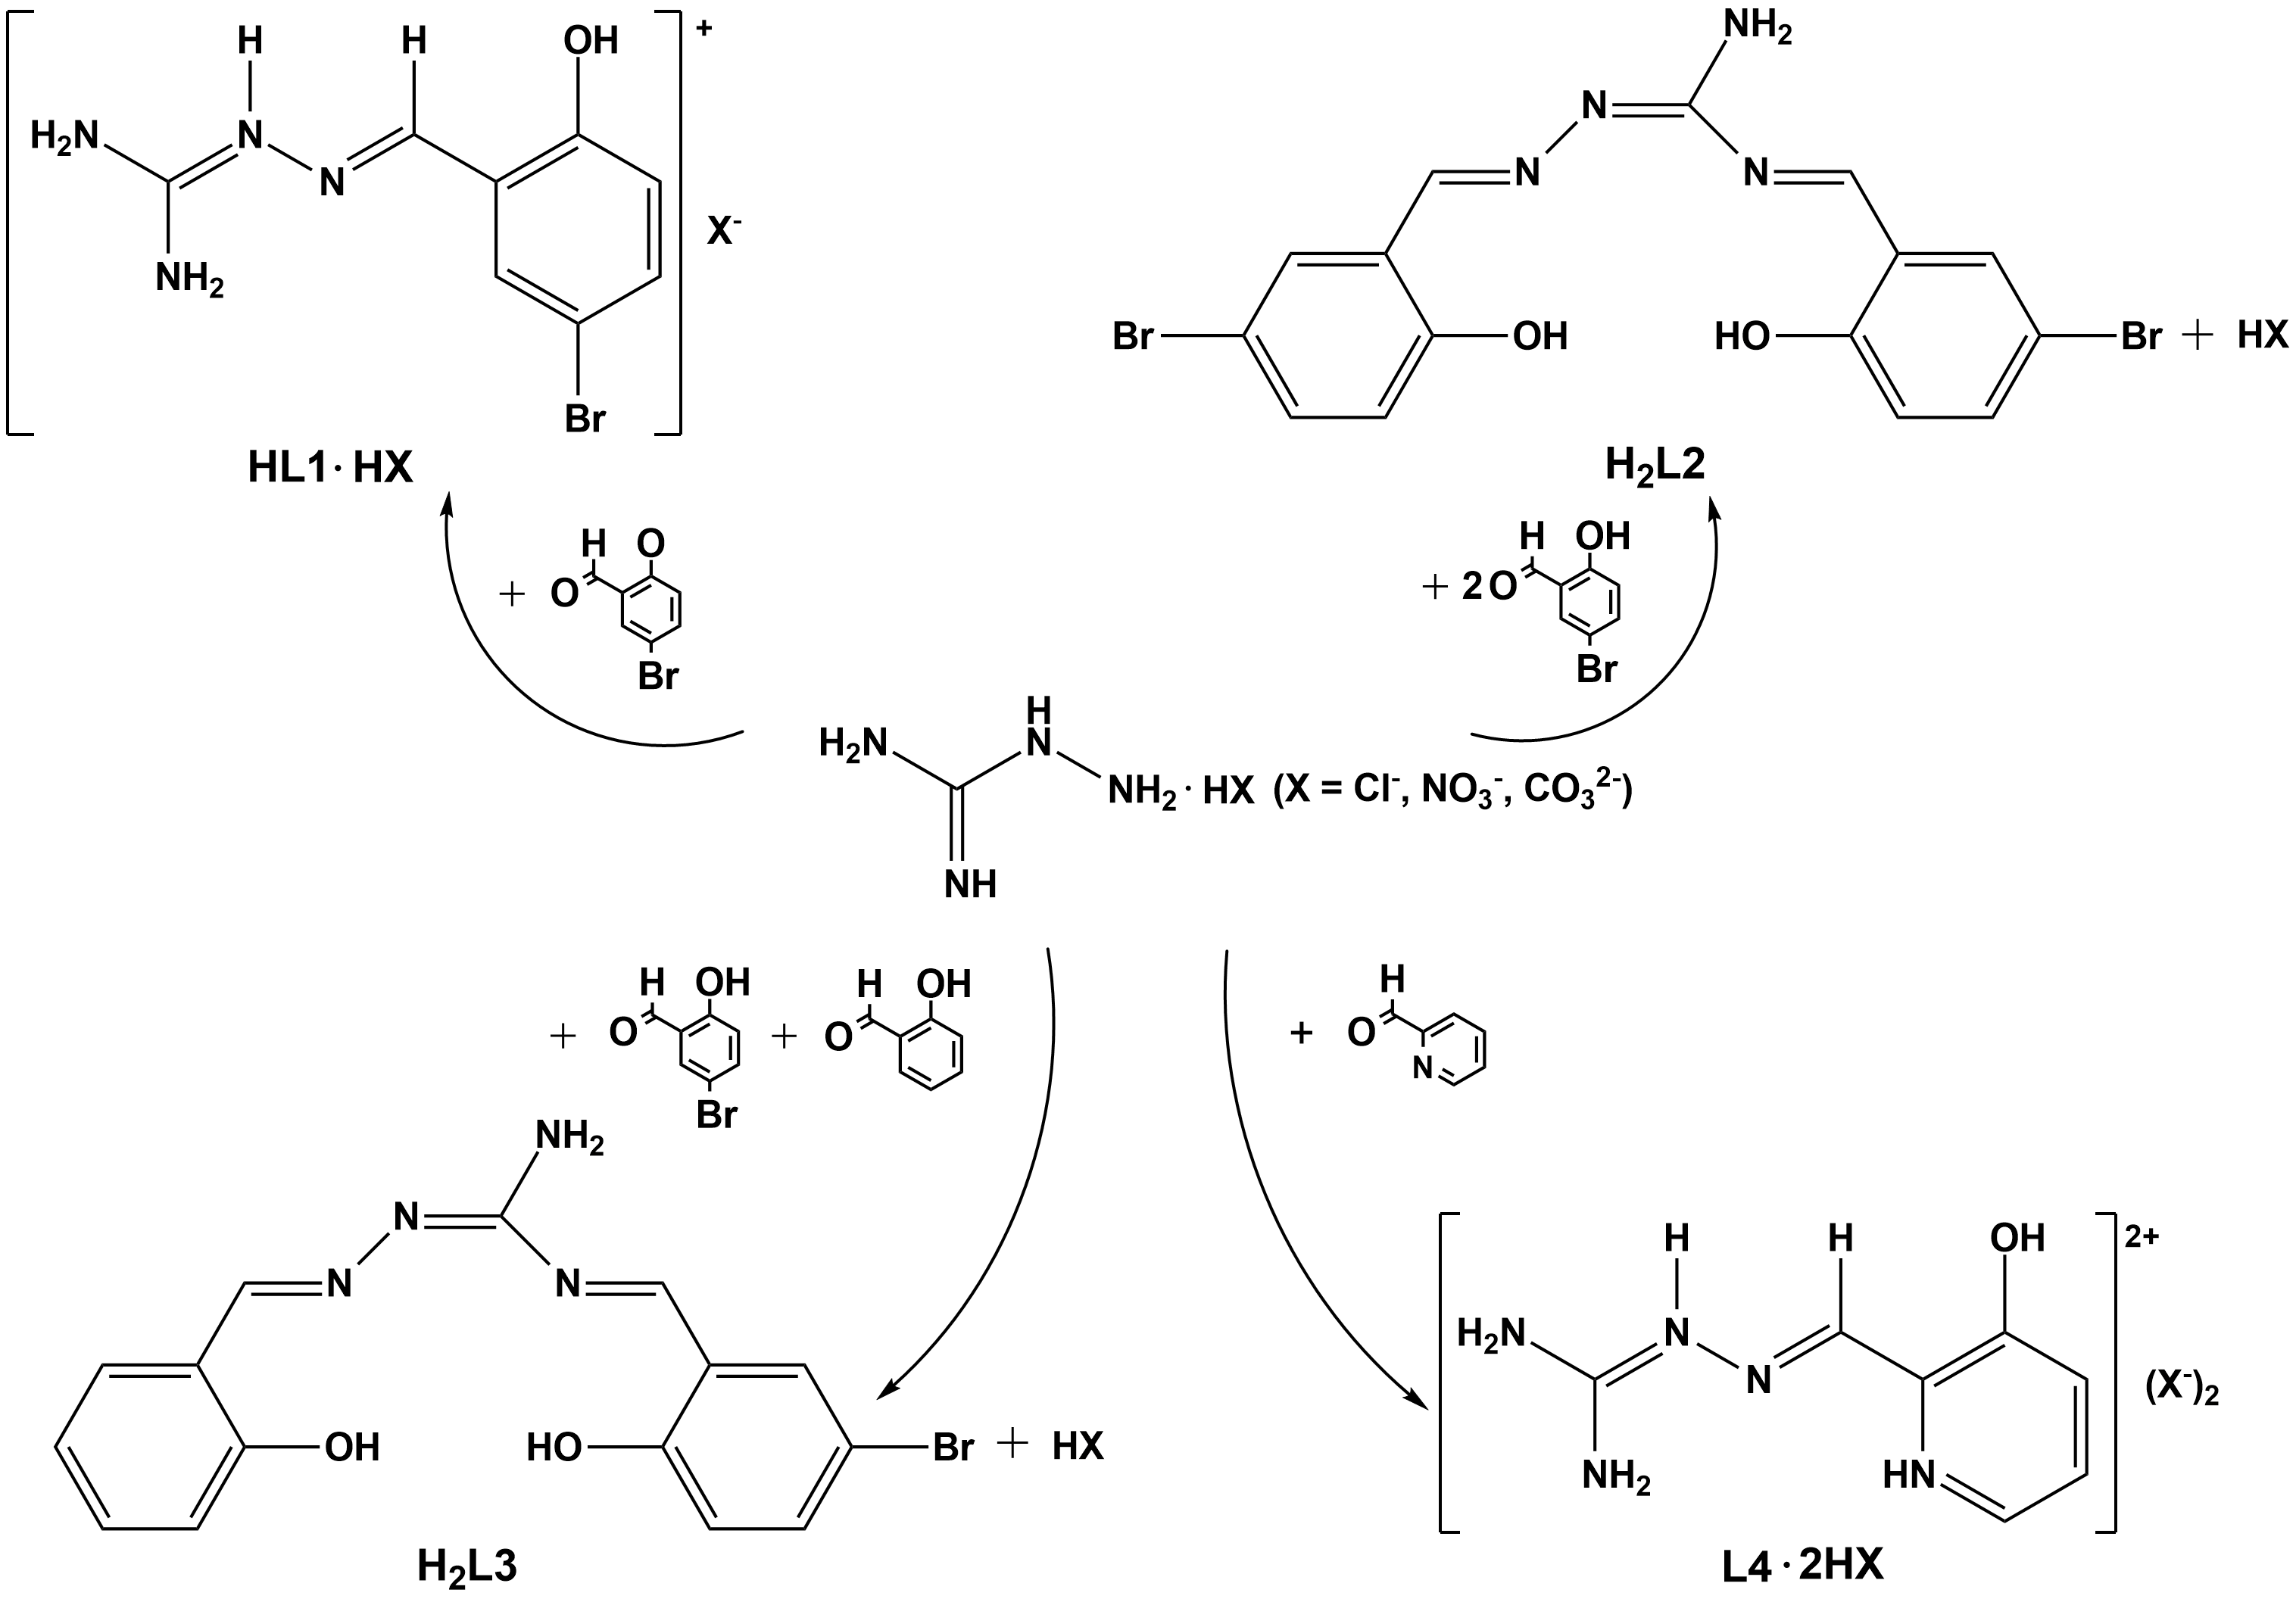 H H OH +
H₂N N N
NH₂ X⁻
Br
HL1· HX
NH₂
N N N
Br OH HO Br + HX
H₂L2
H O
+ O
Br
H OH
+ 2 O
Br
H
H₂N N
NH₂ · HX (X = Cl⁻, NO₃⁻, CO₃²⁻)
NH
H OH
+ O
Br
H OH
+ O
H
+ O
N
NH₂
N N N
OH HO Br + HX
H₂L3
H H OH 2+
H₂N N N
(X⁻)₂
NH₂ HN
L4 · 2HX